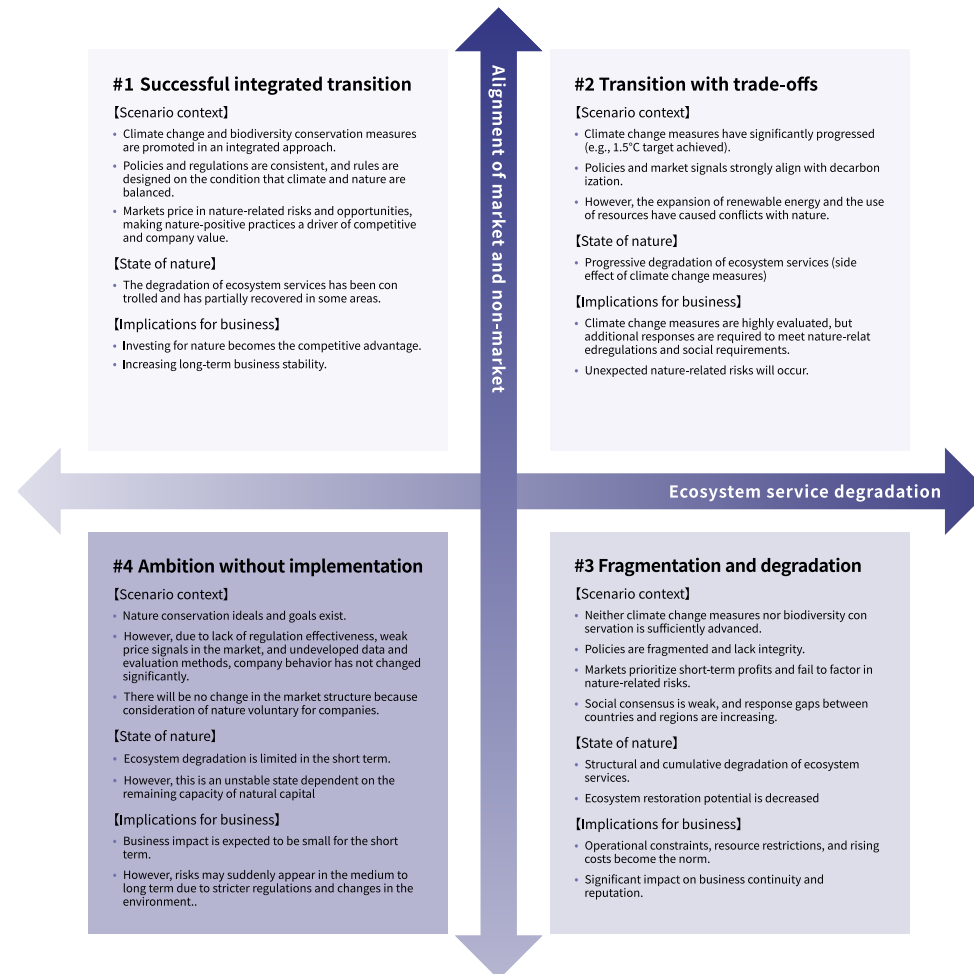 #1 Successful integrated transition
【Scenario context】
• Climate change and biodiversity conservation measures
are promoted in an integrated approach.
• Policies and regulations are consistent, and rules are
designed on the condition that climate and nature are
balanced.
• Markets price in nature-related risks and opportunities,
making nature-positive practices a driver of competitive
and company value.
【State of nature】
• The degradation of ecosystem services has been con
trolled and has partially recovered in some areas.
【Implications for business】
• Investing for nature becomes the competitive advantage.
• Increasing long-term business stability.
Alignment of market and non-market
#2 Transition with trade-offs
【Scenario context】
• Climate change measures have significantly progressed
(e.g., 1.5°C target achieved).
• Policies and market signals strongly align with decarbon
ization.
• However, the expansion of renewable energy and the use
of resources have caused conflicts with nature.
【State of nature】
• Progressive degradation of ecosystem services (side
effect of climate change measures)
【Implications for business】
• Climate change measures are highly evaluated, but
additional responses are required to meet nature-relat
edregulations and social requirements.
• Unexpected nature-related risks will occur.
Ecosystem service degradation
#4 Ambition without implementation
【Scenario context】
• Nature conservation ideals and goals exist.
• However, due to lack of regulation effectiveness, weak
price signals in the market, and undeveloped data and
evaluation methods, company behavior has not changed
significantly.
• There will be no change in the market structure because
consideration of nature voluntary for companies.
【State of nature】
• Ecosystem degradation is limited in the short term.
• However, this is an unstable state dependent on the
remaining capacity of natural capital
【Implications for business】
• Business impact is expected to be small for the short
term.
• However, risks may suddenly appear in the medium to
long term due to stricter regulations and changes in the
environment..
#3 Fragmentation and degradation
【Scenario context】
• Neither climate change measures nor biodiversity con
servation is sufficiently advanced.
• Policies are fragmented and lack integrity.
• Markets prioritize short-term profits and fail to factor in
nature-related risks.
• Social consensus is weak, and response gaps between
countries and regions are increasing.
【State of nature】
• Structural and cumulative degradation of ecosystem
services.
• Ecosystem restoration potential is decreased
【Implications for business】
• Operational constraints, resource restrictions, and rising
costs become the norm.
• Significant impact on business continuity and
reputation.